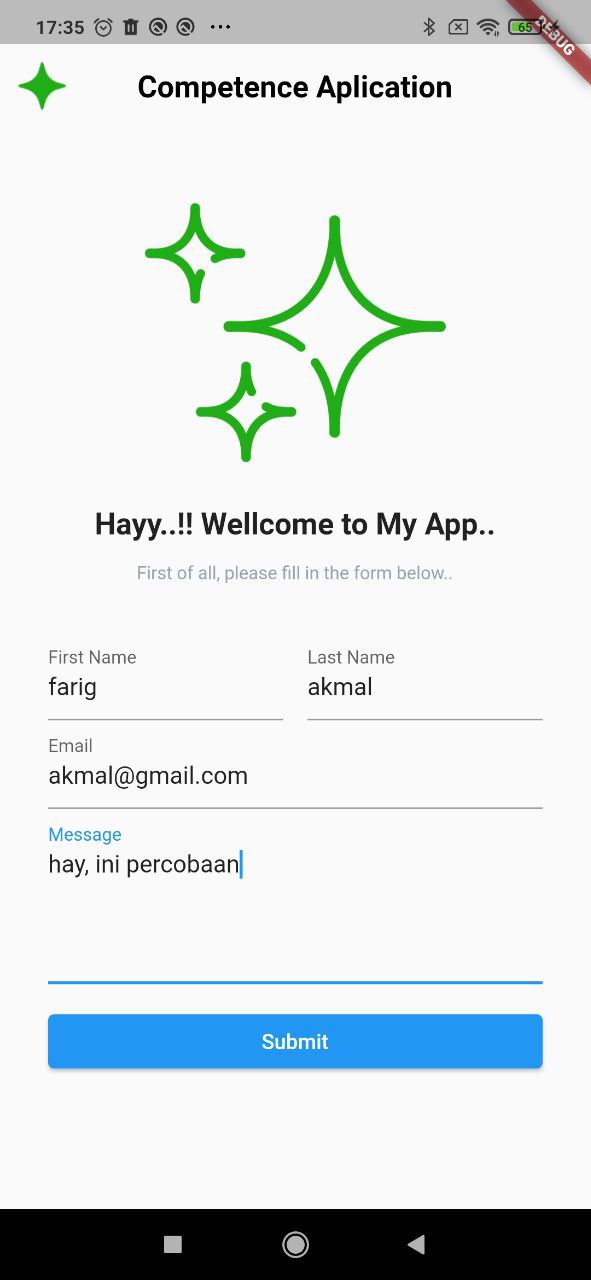 17:35
65
DEBUG
Competence Aplication
Hayy..!! Wellcome to My App..
First of all, please fill in the form below..
First Name
Last Name
farig
akmal
Email
akmal@gmail.com
Message
hay, ini percobaan
Submit